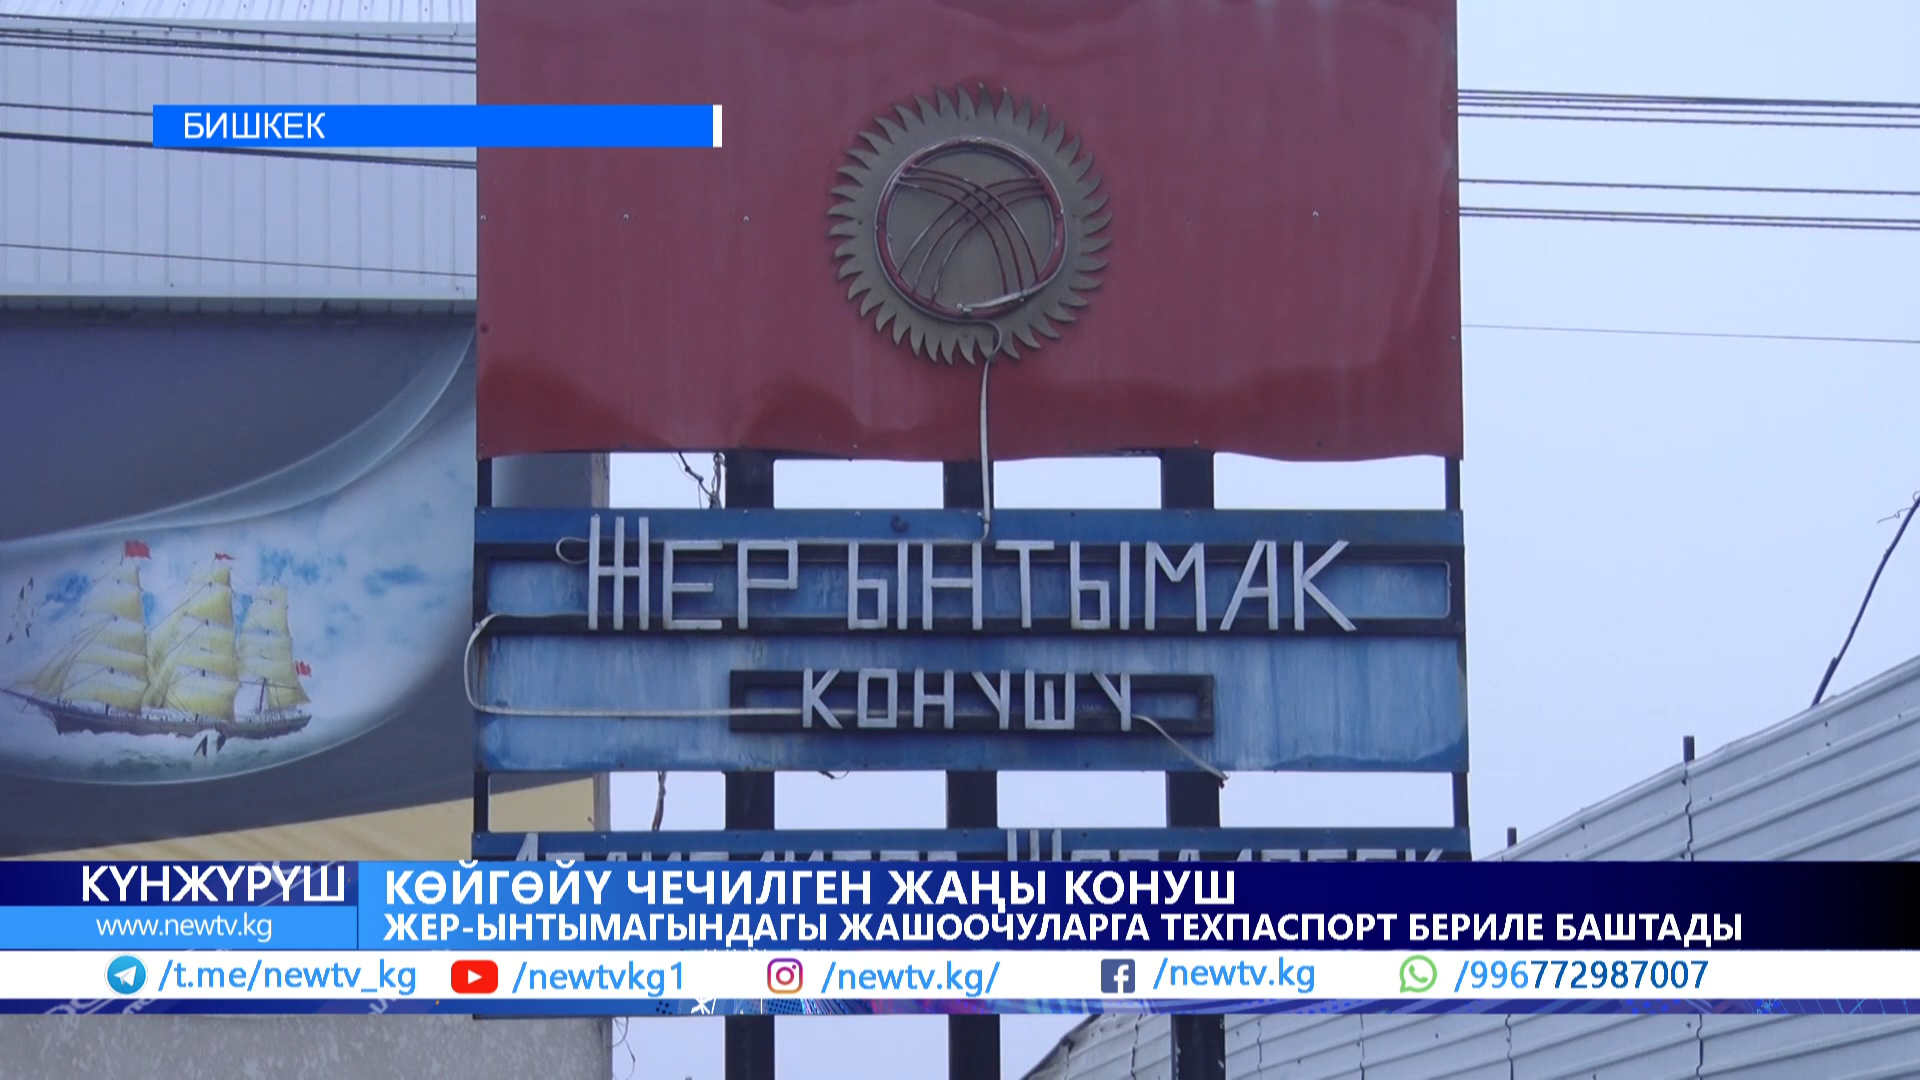 БИШКЕК
ЖЕР ЫНТЫМАК
КОНУШУ
КҮНЖҮРҮШ
www.newtv.kg
КӨЙГӨЙҮ ЧЕЧИЛГЕН ЖАҢЫ КОНУШ
ЖЕР-ЫНТЫМАГЫНДАГЫ ЖАШООЧУЛАРГА ТЕХПАСПОРТ БЕРИЛЕ БАШТАДЫ
/t.me/newtv_kg
/newtvkg1
/newtv.kg/
/newtv.kg
/996772987007